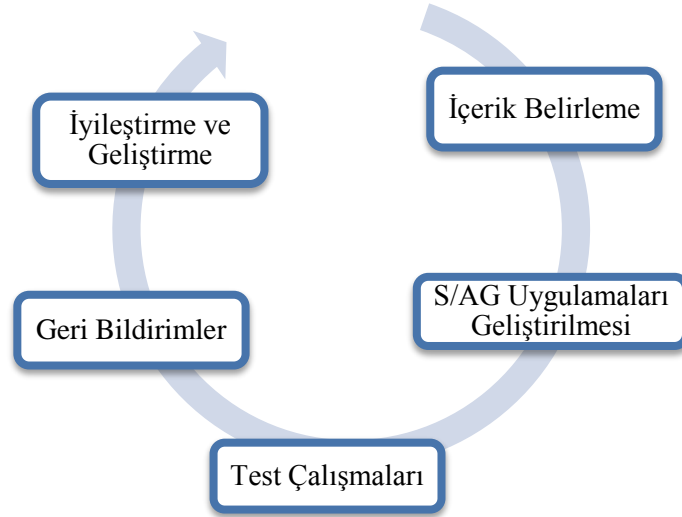 İçerik Belirleme
S/AG Uygulamaları
Geliştirilmesi
Test Çalışmaları
Geri Bildirimler
İyileştirme ve
Geliştirme